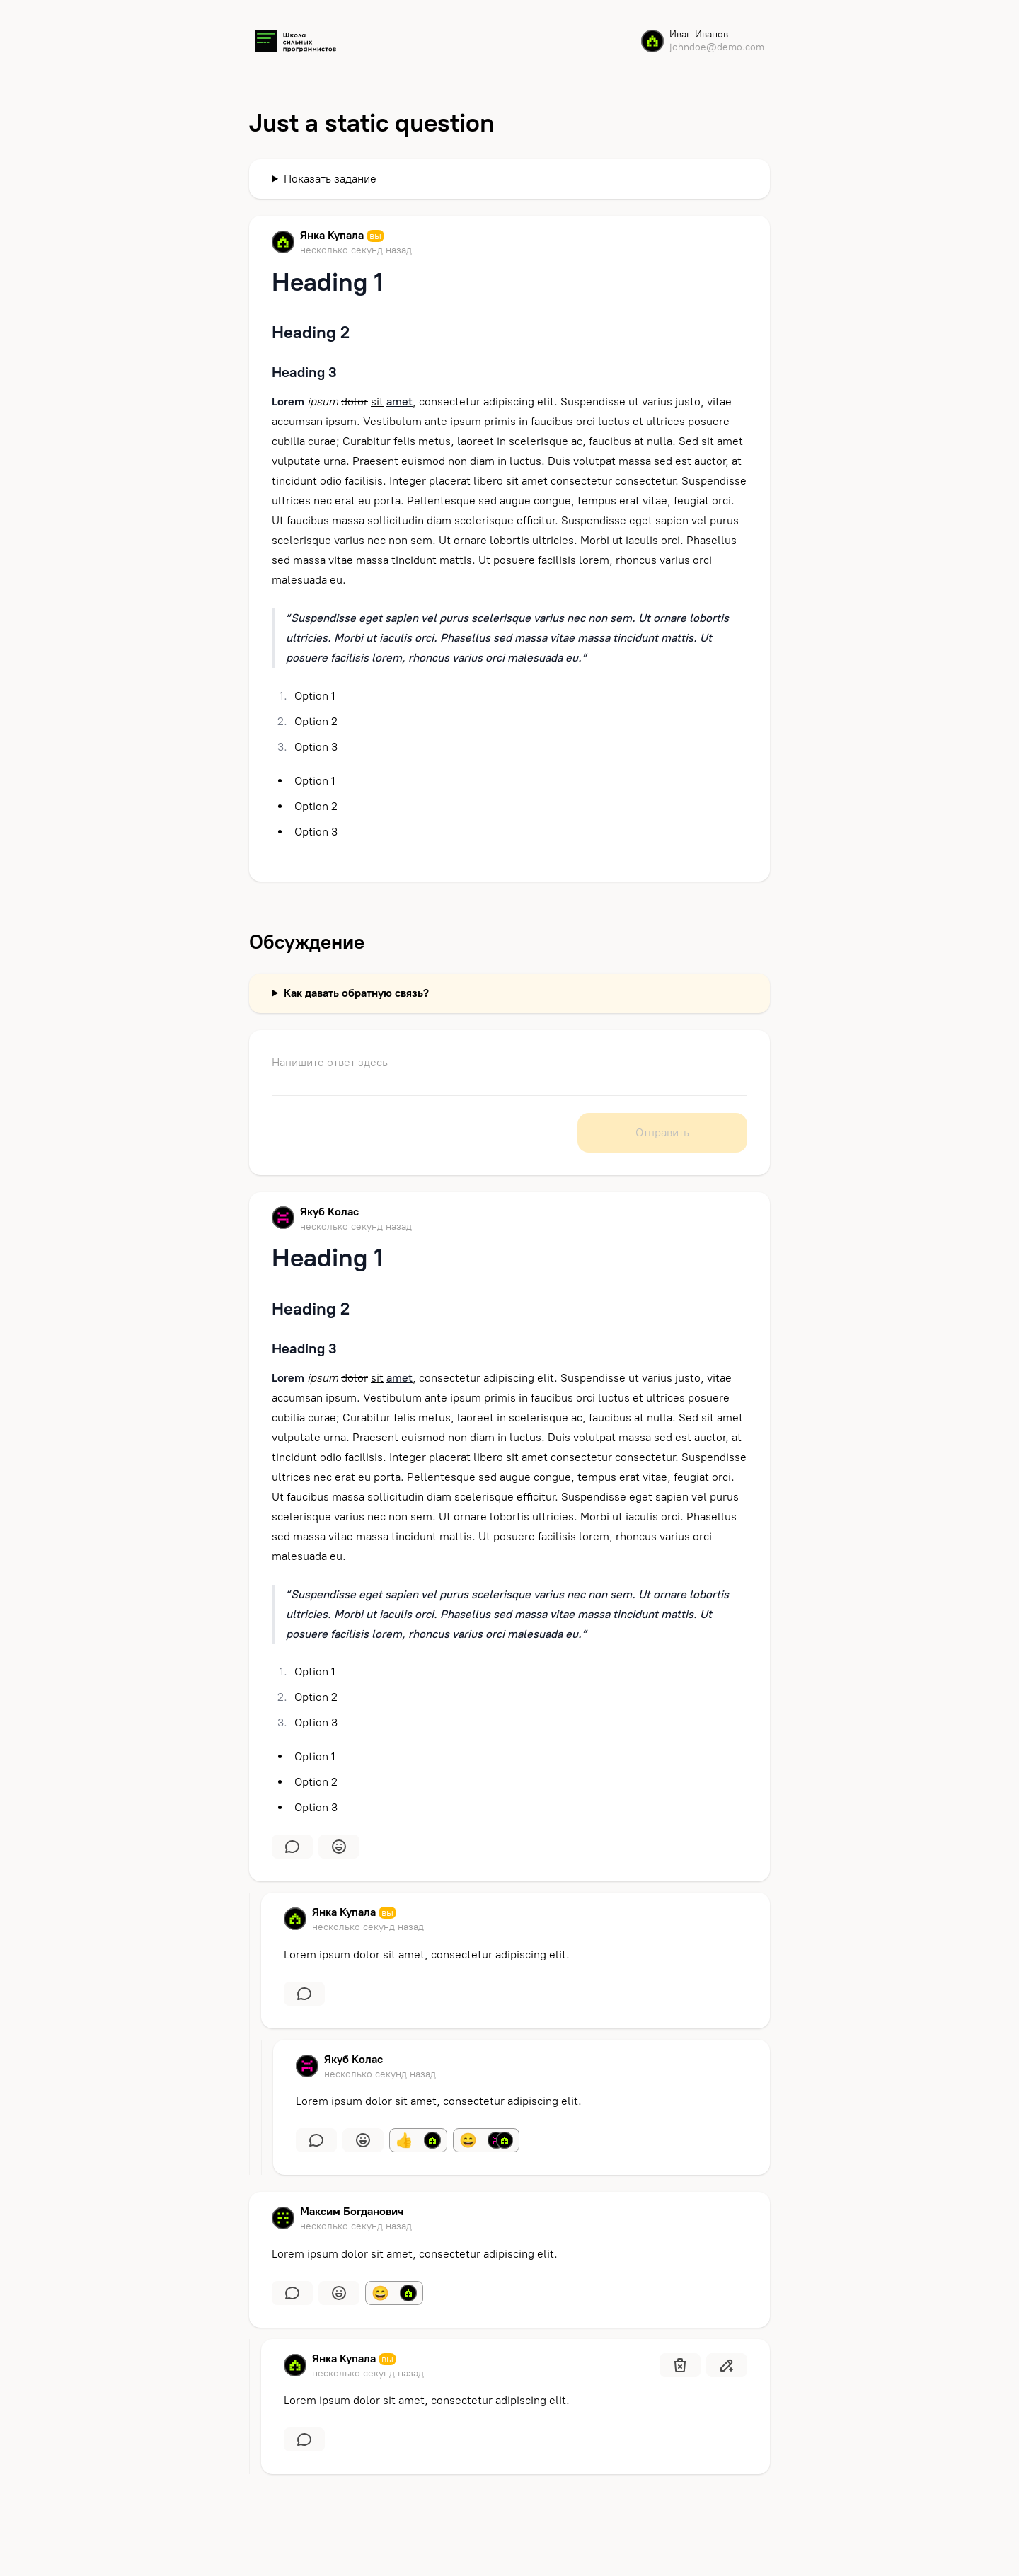 Школа
сильных
программистов
Иван Иванов
johndoe@demo.com
Just a static question
Показать задание
Янка Купала вы
несколько секунд назад
Heading 1
Heading 2
Heading 3
Lorem ipsum dolor sit amet, consectetur adipiscing elit. Suspendisse ut varius justo, vitae
accumsan ipsum. Vestibulum ante ipsum primis in faucibus orci luctus et ultrices posuere
cubilia curae; Curabitur felis metus, laoreet in scelerisque ac, faucibus at nulla. Sed sit amet
vulputate urna. Praesent euismod non diam in luctus. Duis volutpat massa sed est auctor, at
tincidunt odio facilisis. Integer placerat libero sit amet consectetur consectetur. Suspendisse
ultrices nec erat eu porta. Pellentesque sed augue congue, tempus erat vitae, feugiat orci.
Ut faucibus massa sollicitudin diam scelerisque efficitur. Suspendisse eget sapien vel purus
scelerisque varius nec non sem. Ut ornare lobortis ultricies. Morbi ut iaculis orci. Phasellus
sed massa vitae massa tincidunt mattis. Ut posuere facilisis lorem, rhoncus varius orci
malesuada eu.
“Suspendisse eget sapien vel purus scelerisque varius nec non sem. Ut ornare lobortis
ultricies. Morbi ut iaculis orci. Phasellus sed massa vitae massa tincidunt mattis. Ut
posuere facilisis lorem, rhoncus varius orci malesuada eu.”
1. Option 1
2. Option 2
3. Option 3
• Option 1
• Option 2
• Option 3
Обсуждение
Как давать обратную связь?
Напишите ответ здесь
Отправить
Якуб Колас
несколько секунд назад
Heading 1
Heading 2
Heading 3
Lorem ipsum dolor sit amet, consectetur adipiscing elit. Suspendisse ut varius justo, vitae
accumsan ipsum. Vestibulum ante ipsum primis in faucibus orci luctus et ultrices posuere
cubilia curae; Curabitur felis metus, laoreet in scelerisque ac, faucibus at nulla. Sed sit amet
vulputate urna. Praesent euismod non diam in luctus. Duis volutpat massa sed est auctor, at
tincidunt odio facilisis. Integer placerat libero sit amet consectetur consectetur. Suspendisse
ultrices nec erat eu porta. Pellentesque sed augue congue, tempus erat vitae, feugiat orci.
Ut faucibus massa sollicitudin diam scelerisque efficitur. Suspendisse eget sapien vel purus
scelerisque varius nec non sem. Ut ornare lobortis ultricies. Morbi ut iaculis orci. Phasellus
sed massa vitae massa tincidunt mattis. Ut posuere facilisis lorem, rhoncus varius orci
malesuada eu.
“Suspendisse eget sapien vel purus scelerisque varius nec non sem. Ut ornare lobortis
ultricies. Morbi ut iaculis orci. Phasellus sed massa vitae massa tincidunt mattis. Ut
posuere facilisis lorem, rhoncus varius orci malesuada eu.”
1. Option 1
2. Option 2
3. Option 3
• Option 1
• Option 2
• Option 3
Янка Купала вы
несколько секунд назад
Lorem ipsum dolor sit amet, consectetur adipiscing elit.
Якуб Колас
несколько секунд назад
Lorem ipsum dolor sit amet, consectetur adipiscing elit.
Максим Богданович
несколько секунд назад
Lorem ipsum dolor sit amet, consectetur adipiscing elit.
Янка Купала вы
несколько секунд назад
Lorem ipsum dolor sit amet, consectetur adipiscing elit.